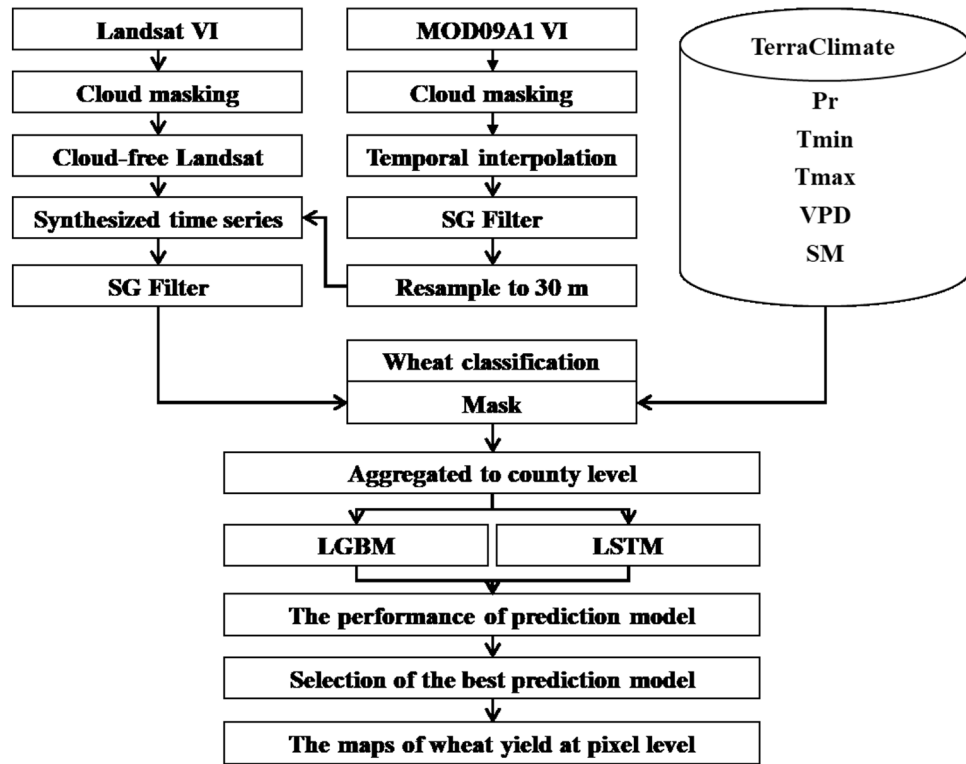 Landsat VI
Cloud masking
Cloud-free Landsat
Synthesized time series
SG Filter
MOD09A1 VI
Cloud masking
Temporal interpolation
SG Filter
Resample to 30 m
TerraClimate
Pr
Tmin
Tmax
VPD
SM
Wheat classification
Mask
Aggregated to county level
LGBM
LSTM
The performance of prediction model
Selection of the best prediction model
The maps of wheat yield at pixel level